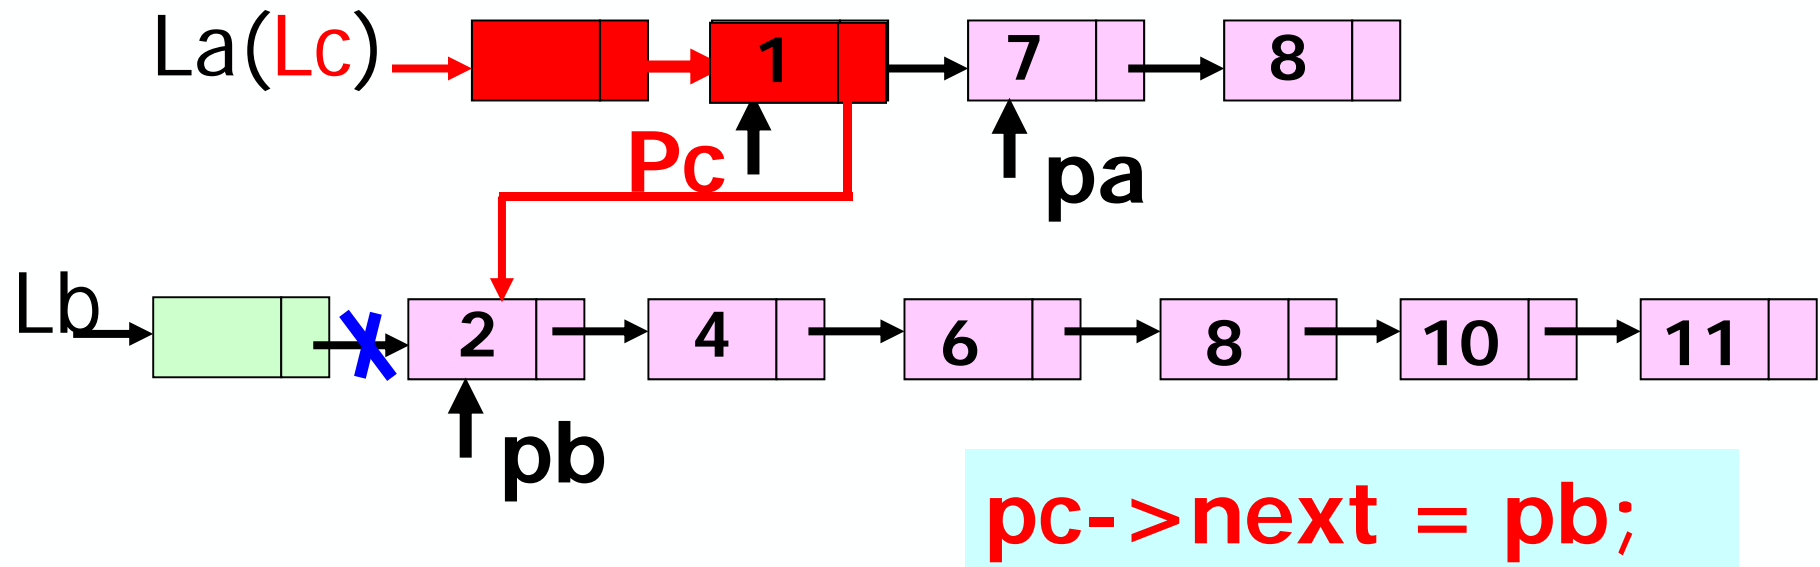 La(Lc) 1 7 8
Pc pa
Lb 2 4 6 8 10 11
pb
pc->next = pb;